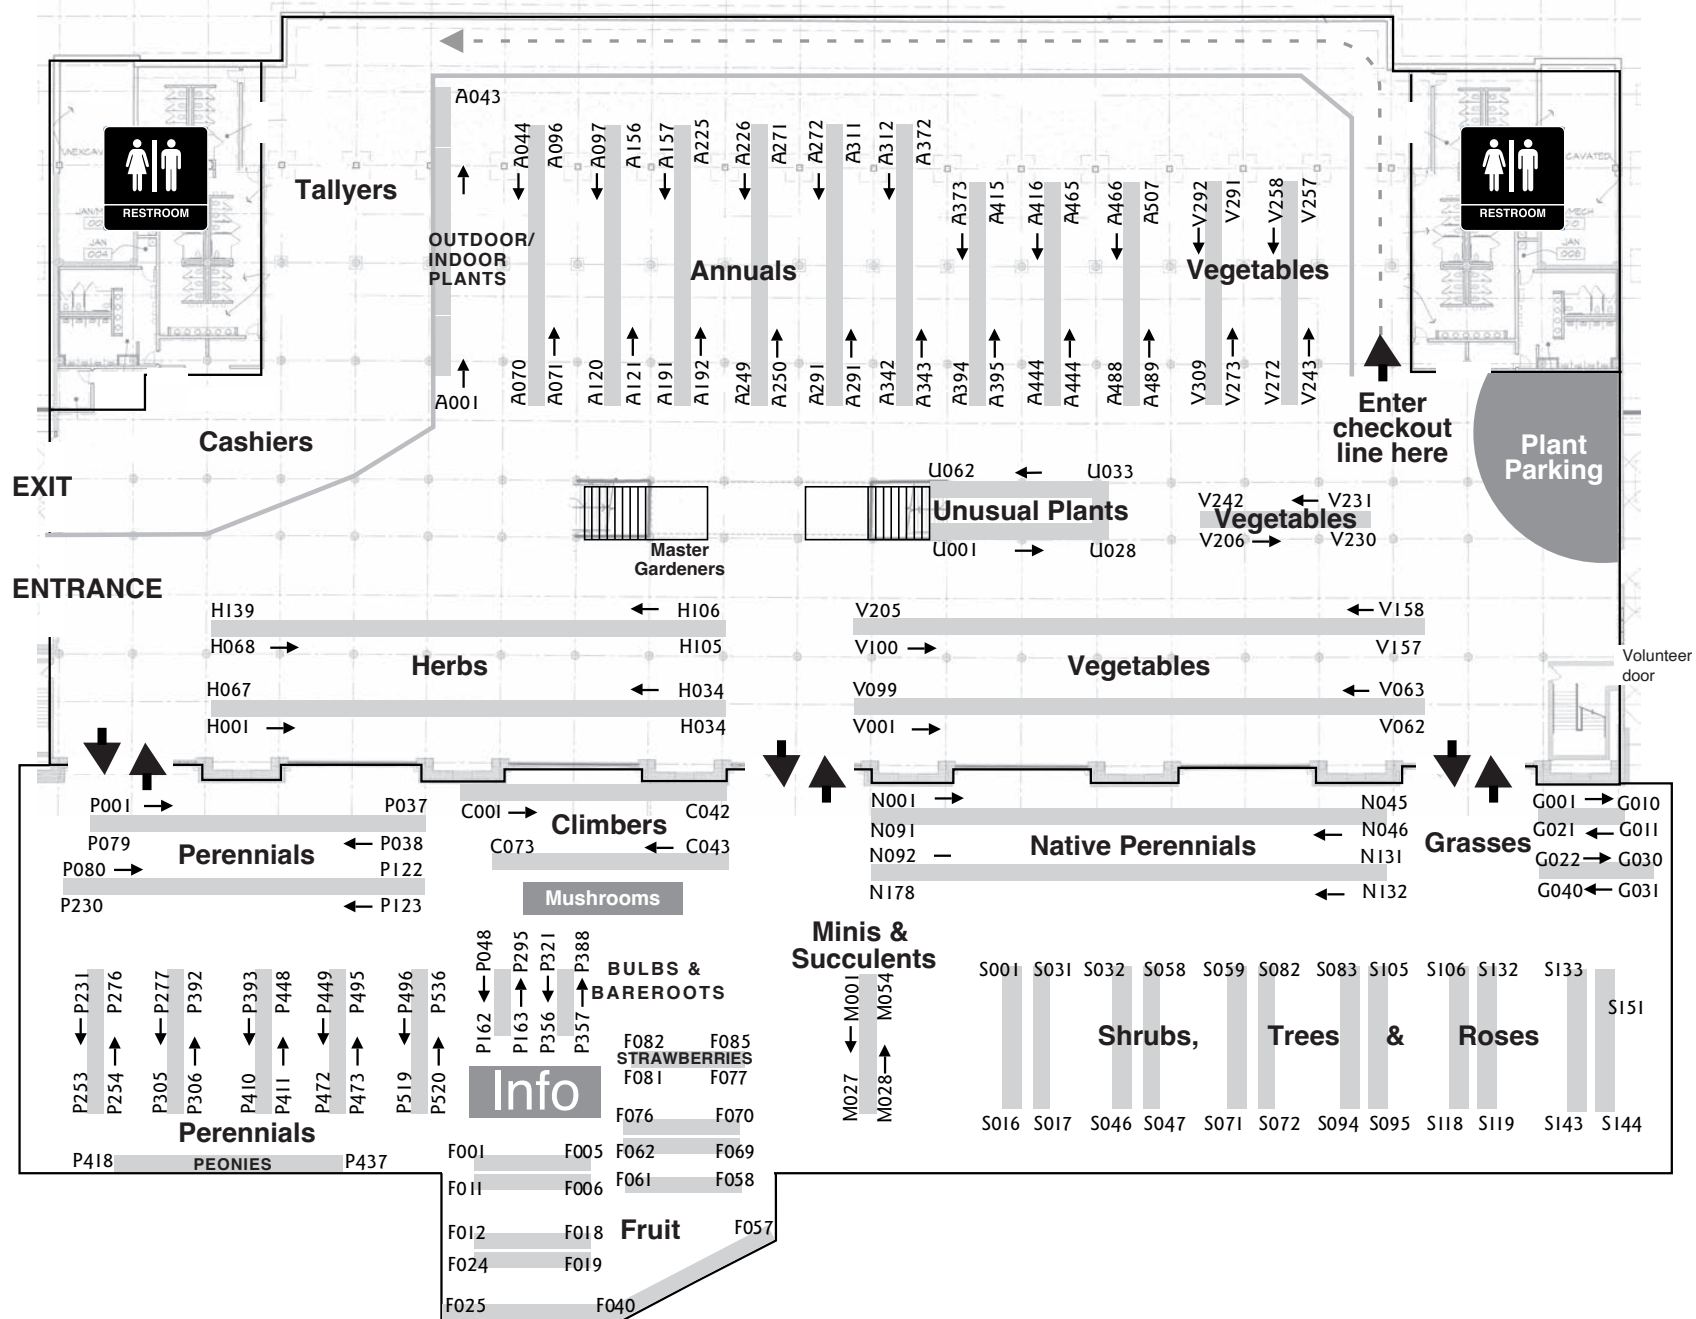 A043
A044
A096
A097
A156
A157
A225
A226
A271
A272
A311
A312
A372
RESTROOM
Tallyers
RESTROOM
A373
A415
A416
A465
A466
A507
V292
V291
V258
V257
OUTDOOR/
INDOOR
PLANTS
Annuals
Vegetables
JAN
004
JAN
A001
A070
A071
A120
A121
A191
A192
A249
A250
A291
A291
A342
A343
A394
A395
A444
A444
A488
A489
V309
V273
V272
V243
Enter
checkout
line here
Plant
Parking
Cashiers
EXIT
U062
U033
Unusual Plants
U001
U028
V242
V231
Vegetables
V206
V230
Master
Gardeners
ENTRANCE
H139
H106
H068
H105
Herbs
H067
H034
H001
H034
V205
V158
V100
V157
Vegetables
V099
V063
V001
V062
Volunteer
door
P001
P037
P079
P038
Perennials
P080
P122
P230
P123
C001
C042
Climbers
C073
C043
Mushrooms
N001
N045
N091
N046
Native Perennials
N092
N131
N178
N132
Grasses
G001
G010
G021
G011
G022
G030
G040
G031
P231
P276
P277
P392
P393
P448
P449
P495
P496
P536
P253
P254
P305
P306
P410
P411
P472
P473
P519
P520
Perennials
P418
PEONIES
P437
P048
P295
P321
P388
P162
P163
P356
P357
BULBS &
BAREROOTS
Info
F082
F085
STRAWBERRIES
F081
F077
F076
F070
F062
F069
F061
F058
F001
F005
F011
F006
F012
F018
F024
F019
Fruit
F057
F025
F040
Minis &
Succulents
M001
M054
M027
M028
S001
S031
S032
S058
S059
S082
S083
S105
S106
S132
S133
S151
Shrubs, Trees & Roses
S016
S017
S046
S047
S071
S072
S094
S095
S118
S119
S143
S144